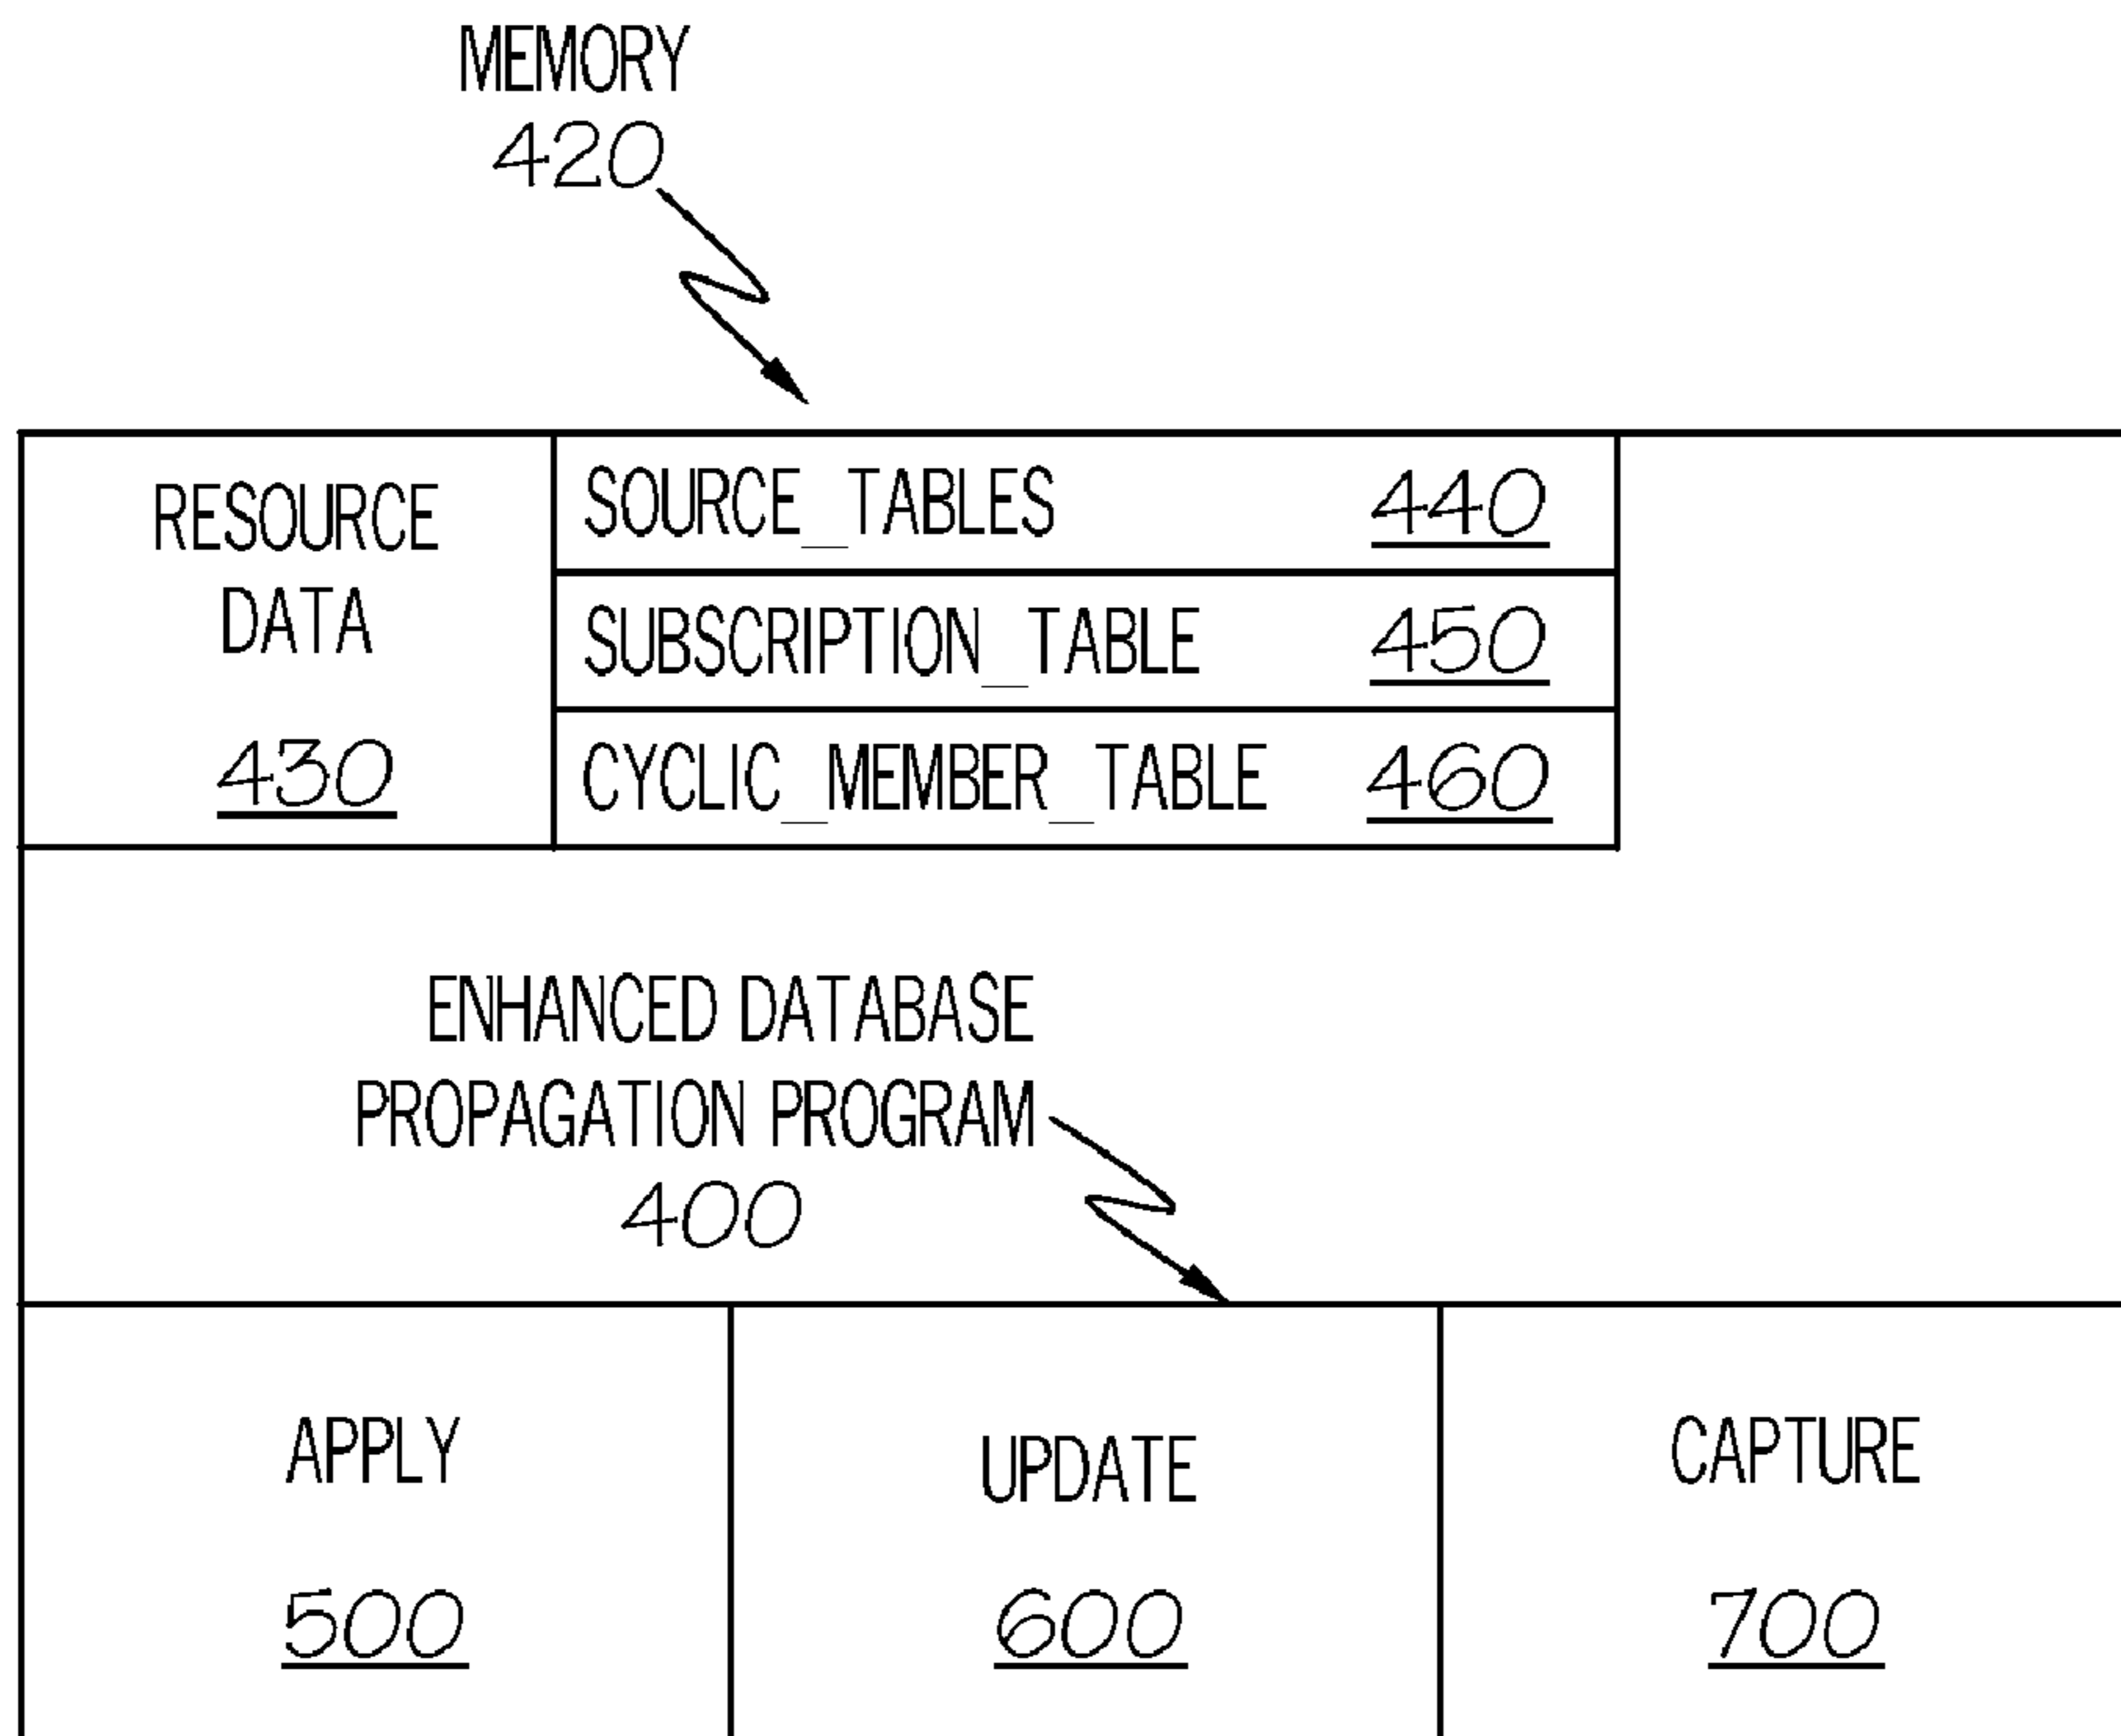 MEMORY
420
RESOURCE
DATA
430
SOURCE_TABLES 440
SUBSCRIPTION_TABLE 450
CYCLIC_MEMBER_TABLE 460
ENHANCED DATABASE
PROPAGATION PROGRAM
400
APPLY
500
UPDATE
600
CAPTURE
700